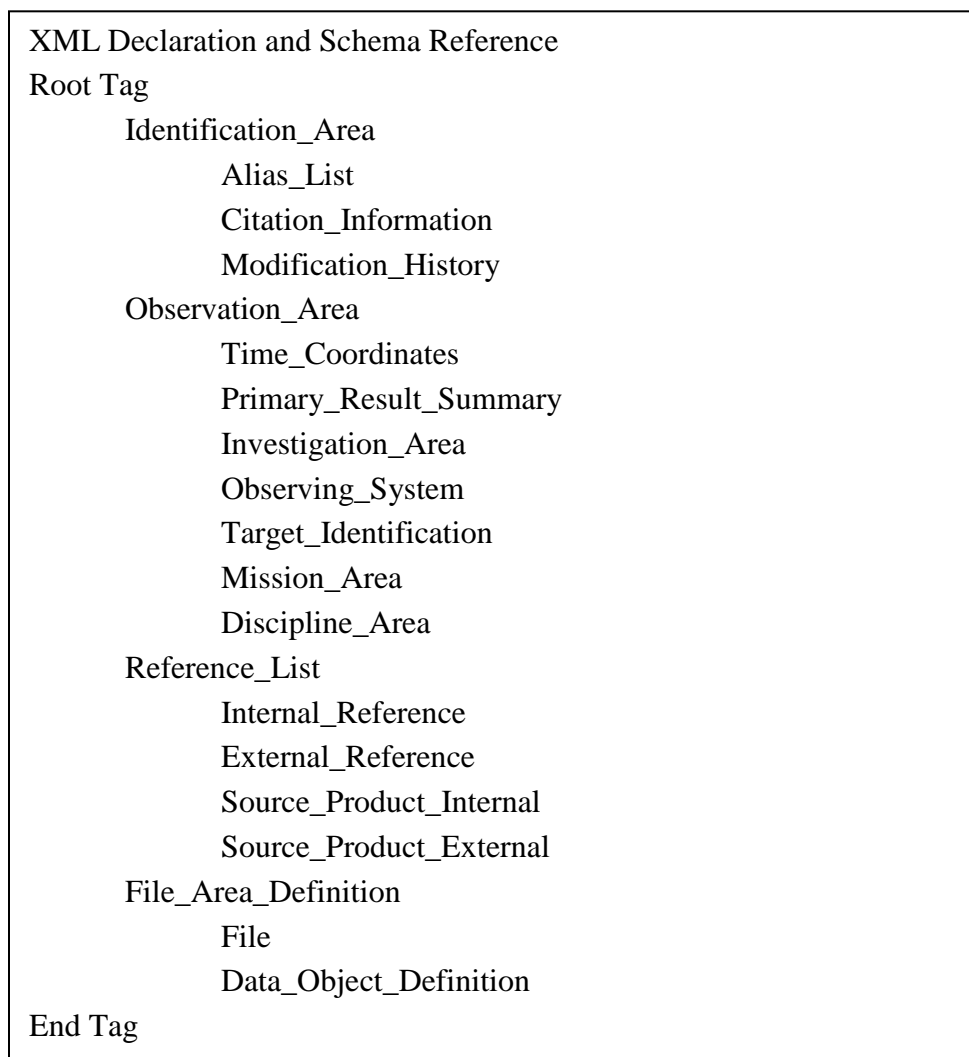 XML Declaration and Schema Reference
Root Tag
Identification_Area
Alias_List
Citation_Information
Modification_History
Observation_Area
Time_Coordinates
Primary_Result_Summary
Investigation_Area
Observing_System
Target_Identification
Mission_Area
Discipline_Area
Reference_List
Internal_Reference
External_Reference
Source_Product_Internal
Source_Product_External
File_Area_Definition
File
Data_Object_Definition
End Tag